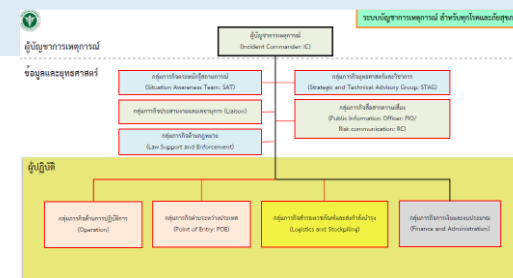 ระบบบัญชาการเหตุการณ์ สำหรับทุกโรคและภัยสุขภาพ
ผู้บัญชาการเหตุการณ์
ผู้บัญชาการเหตุการณ์
(Incident Commander: IC)
ข้อมูลและยุทธศาสตร์
กลุ่มภารกิจตระหนักรู้สถานการณ์
(Situation Awareness Team: SAT)
กลุ่มภารกิจยุทธศาสตร์และวิชาการ
(Strategic and Technical Advisory Group: STAG)
กลุ่มภารกิจประสานงานและเลขานุการ (Liaison)
กลุ่มภารกิจสื่อสารความเสี่ยง
(Public Information Officer: PIO/
Risk communication: RC)
กลุ่มภารกิจด้านกฎหมาย
(Law Support and Enforcement)
ผู้ปฏิบัติ
กลุ่มภารกิจด้านการปฏิบัติการ
(Operation)
กลุ่มภารกิจด่านระหว่างประเทศ
(Point of Entry: POE)
กลุ่มภารกิจสำรองเวชภัณฑ์และส่งกำลังบำรุง
(Logistics and Stockpiling)
กลุ่มภารกิจการเงินและงบประมาณ
(Finance and Administration)